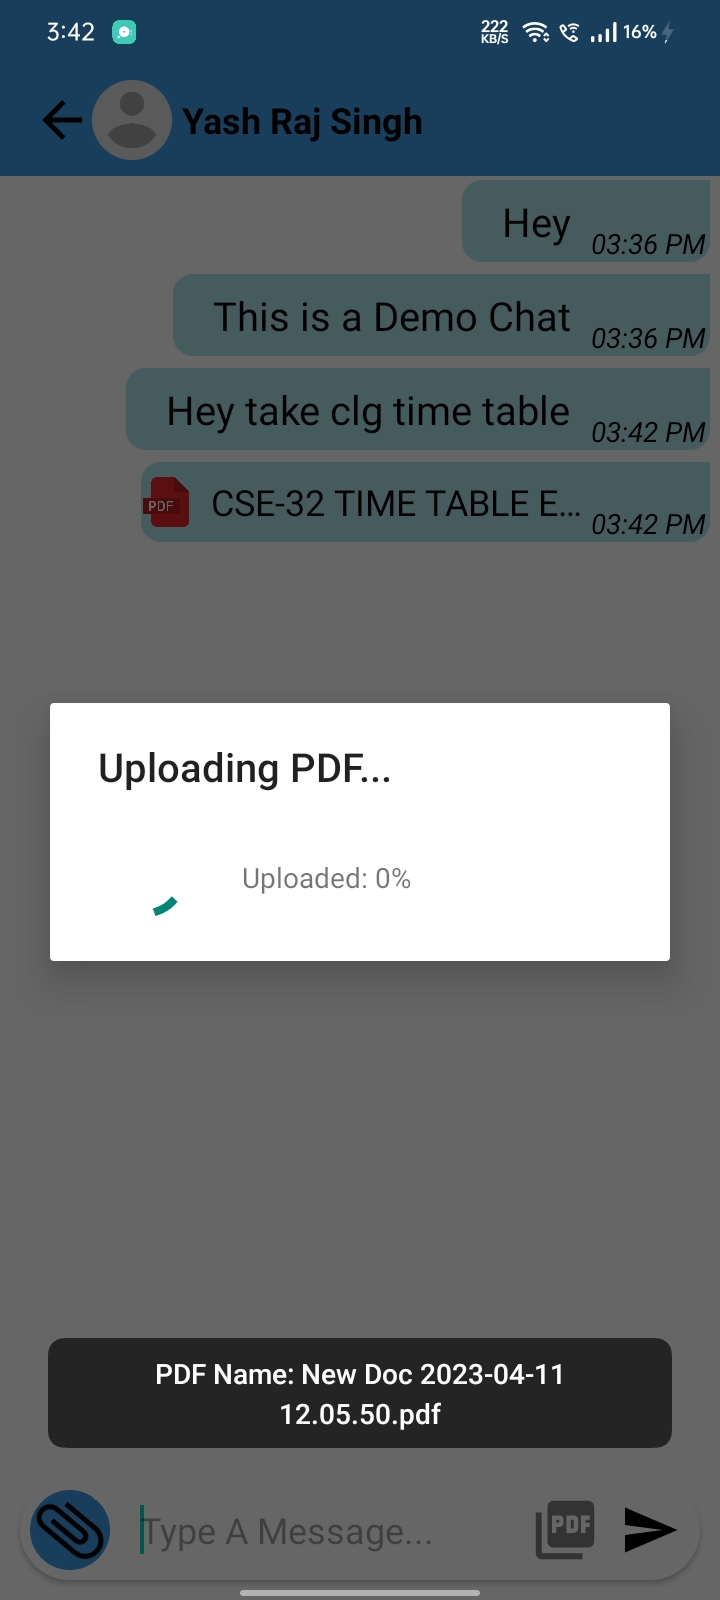 3:42
222
KB/S
16%
Yash Raj Singh
Hey
03:36 PM
This is a Demo Chat
03:36 PM
Hey take clg time table
03:42 PM
PDF
CSE-32 TIME TABLE E...
03:42 PM
Uploading PDF...
Uploaded: 0%
PDF Name: New Doc 2023-04-11
12.05.50.pdf
Type A Message...
PDF